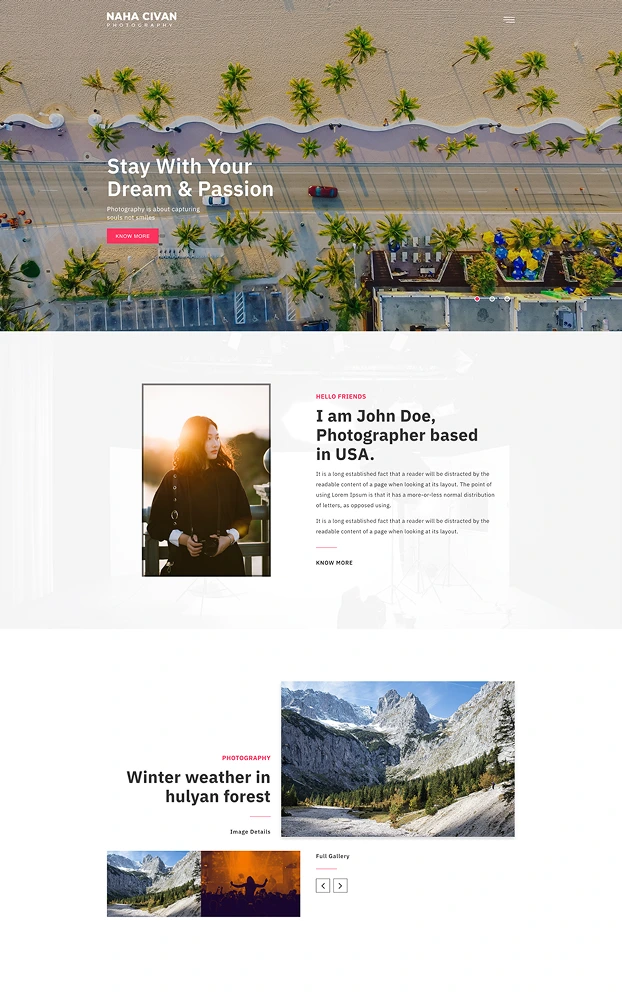 NAHA CIVAN
PHOTOGRAPHY
Stay With Your
Dream & Passion
Photography is about capturing
souls not smiles
KNOW MORE
HELLO FRIENDS
I am John Doe,
Photographer based
in USA.
It is a long established fact that a reader will be distracted by the
readable content of a page when looking at its layout. The point of
using Lorem Ipsum is that it has a more-or-less normal distribution
of letters, as opposed using.
It is a long established fact that a reader will be distracted by the
readable content of a page when looking at its layout.
KNOW MORE
PHOTOGRAPHY
Winter weather in
hulyan forest
Image Details
Full Gallery